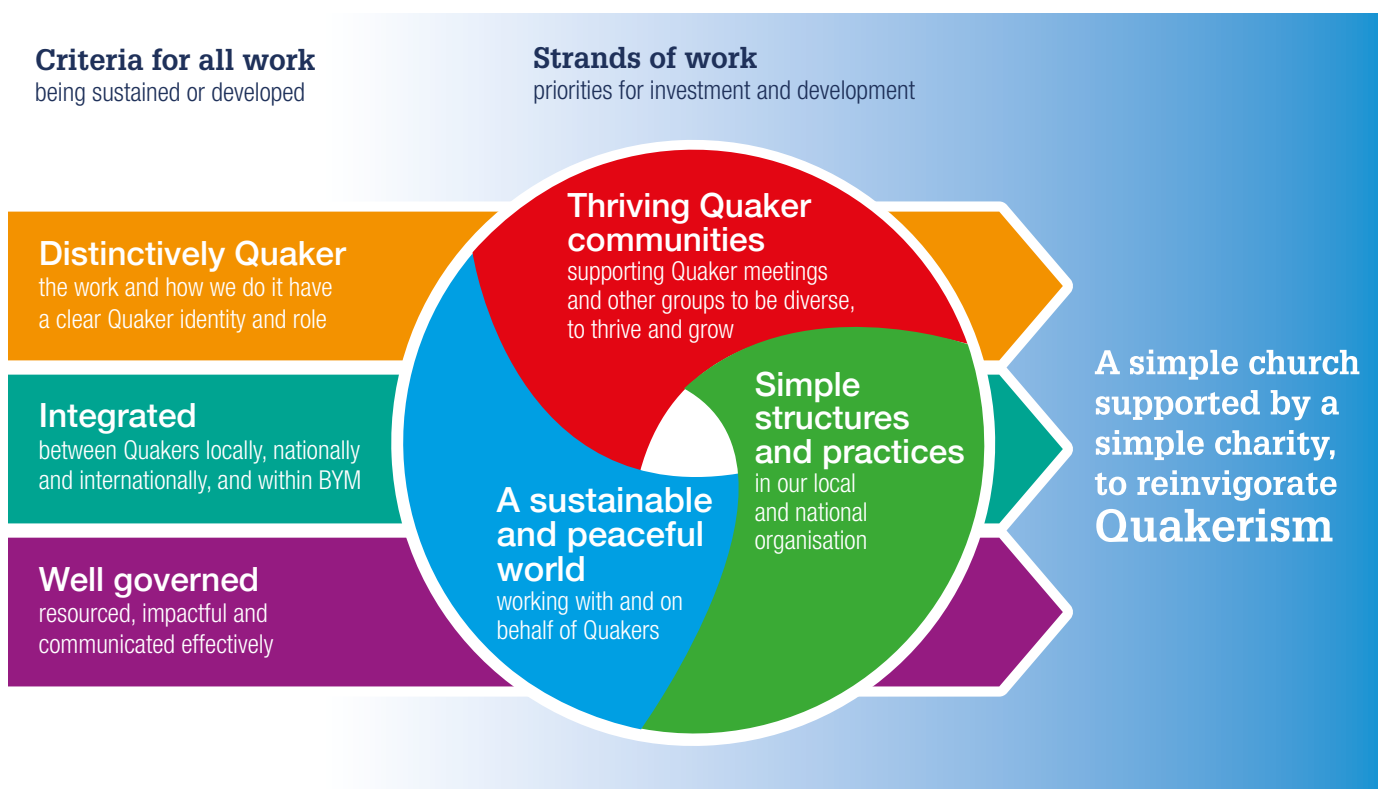 Criteria for all work
being sustained or developed
Strands of work
priorities for investment and development
Distinctively Quaker
the work and how we do it have
a clear Quaker identity and role
Integrated
between Quakers locally, nationally
and internationally, and within BYM
Well governed
resourced, impactful and
communicated effectively
Thriving Quaker
communities
supporting Quaker meetings
and other groups to be diverse,
to thrive and grow
Simple
structures
and practices
in our local
and national
organisation
A sustainable
and peaceful
world
working with and on
behalf of Quakers
A simple church
supported by a
simple charity,
to reinvigorate
Quakerism